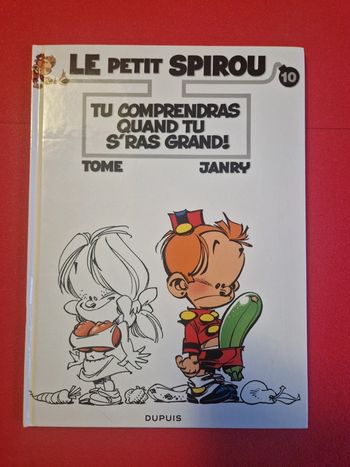 LE PETIT SPIROU
10
TU COMPRENDRAS
QUAND TU
S'RAS GRAND!
TOME JANRY
DUPUIS